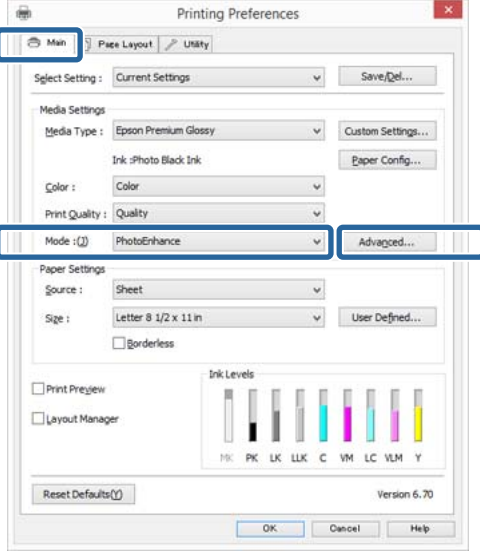 Printing Preferences
Main Page Layout Utility
Select Setting : Current Settings Save/Del...
Media Settings
Media Type : Epson Premium Glossy Custom Settings...
Ink :Photo Black Ink Paper Config...
Color : Color
Print Quality : Quality
Mode :(J) PhotoEnhance Advanced...
Paper Settings
Source : Sheet
Size : Letter 8 1/2 x 11 in User Defined...
Borderless
Ink Levels
Print Preview
Layout Manager
MK PK LK LLK C VM LC VLM Y
Reset Defaults(Y) Version 6.70
OK Cancel Help